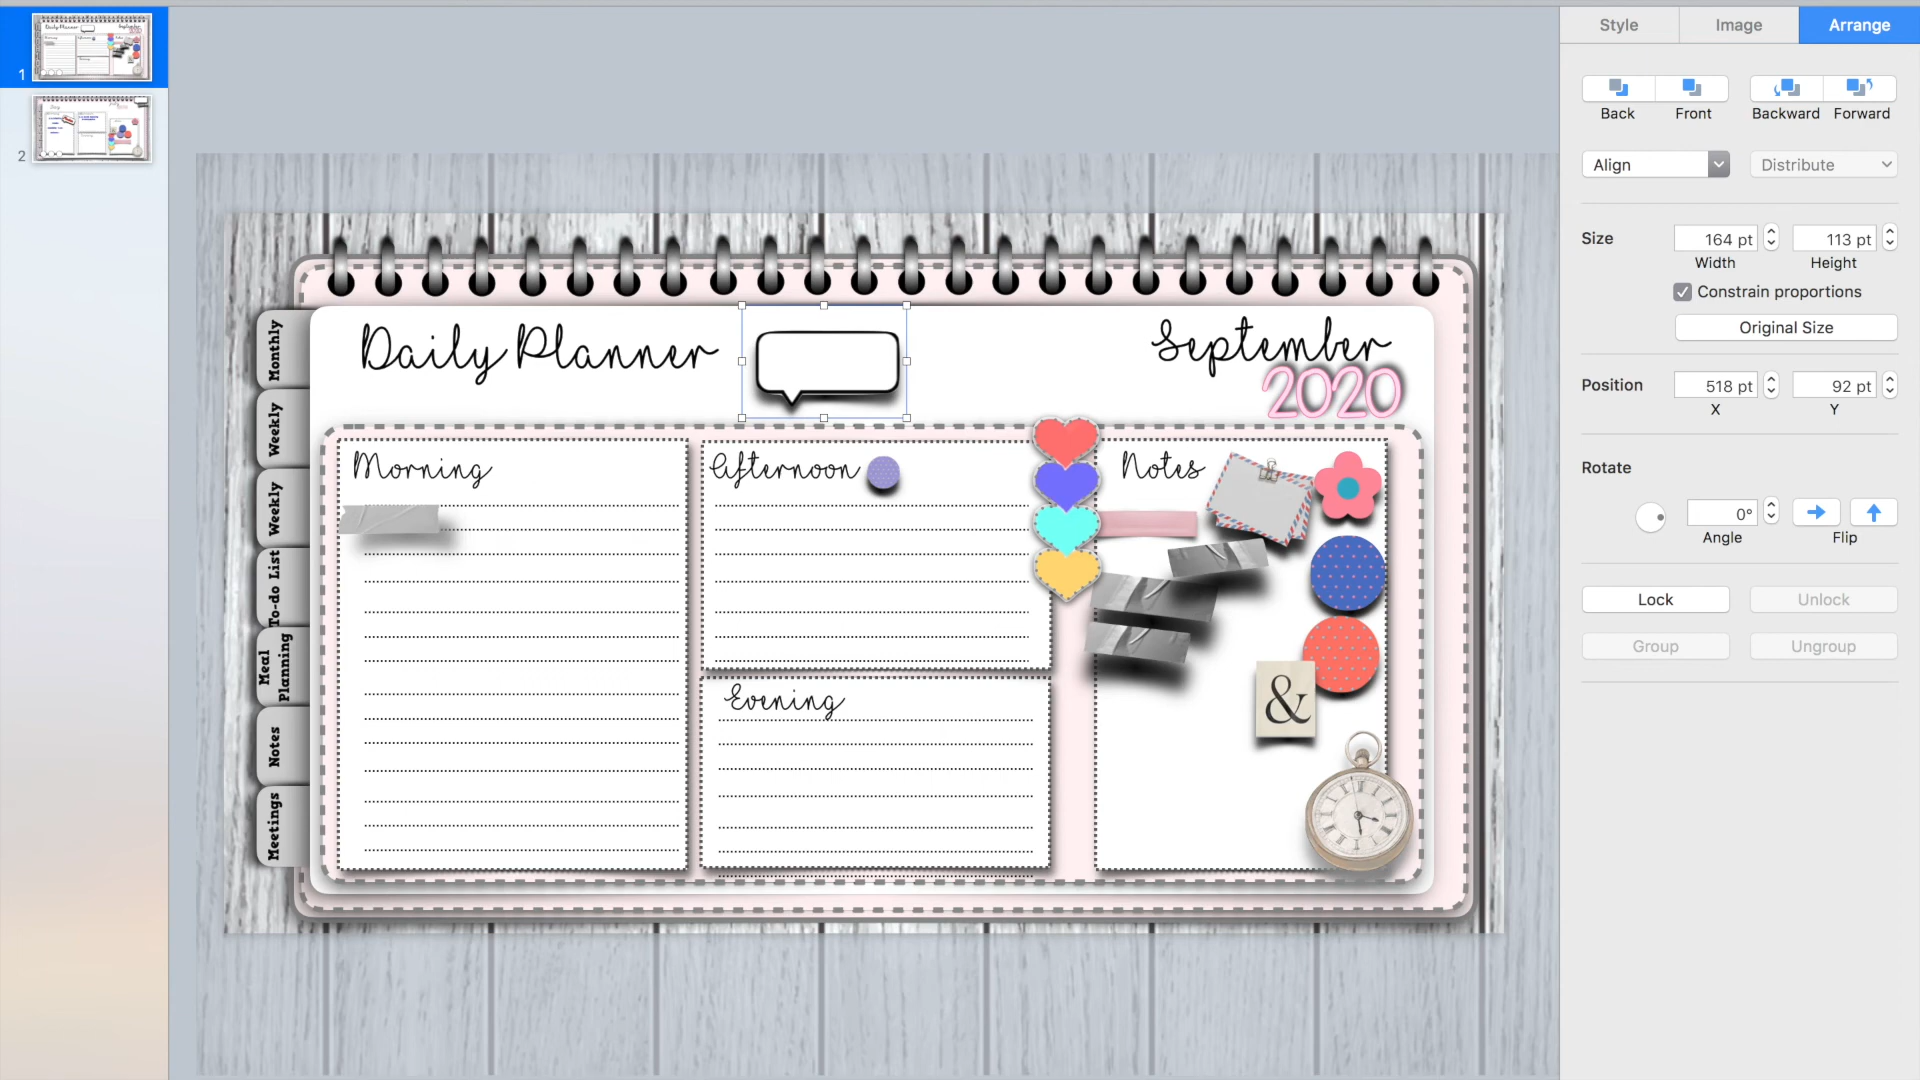 Style
Image
Arrange
1
2
Back
Front
Backward
Forward
Align
Distribute
Size
164 pt
113 pt
Width
Height
Constrain proportions
Original Size
Position
518 pt
92 pt
X
Y
Rotate
0°
Angle
Flip
Lock
Unlock
Group
Ungroup
Daily Planner
September
2020
Monthly
Weekly
Weekly
To-do List
Meal
Planning
Notes
Meetings
Morning
Afternoon
Evening
Notes
&